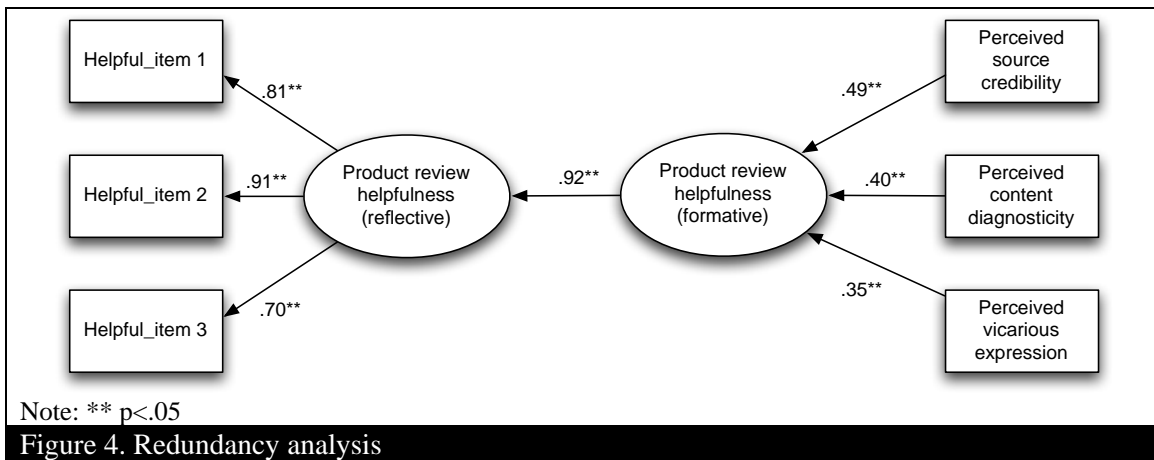 Helpful_item 1
.81**
Helpful_item 2
.91**
Helpful_item 3
.70**
Product review
helpfulness
(reflective)
.92**
Product review
helpfulness
(formative)
.49**
Perceived
source
credibility
.40**
Perceived
content
diagnosticity
.35**
Perceived
vicarious
expression
Note: ** p<.05
Figure 4. Redundancy analysis